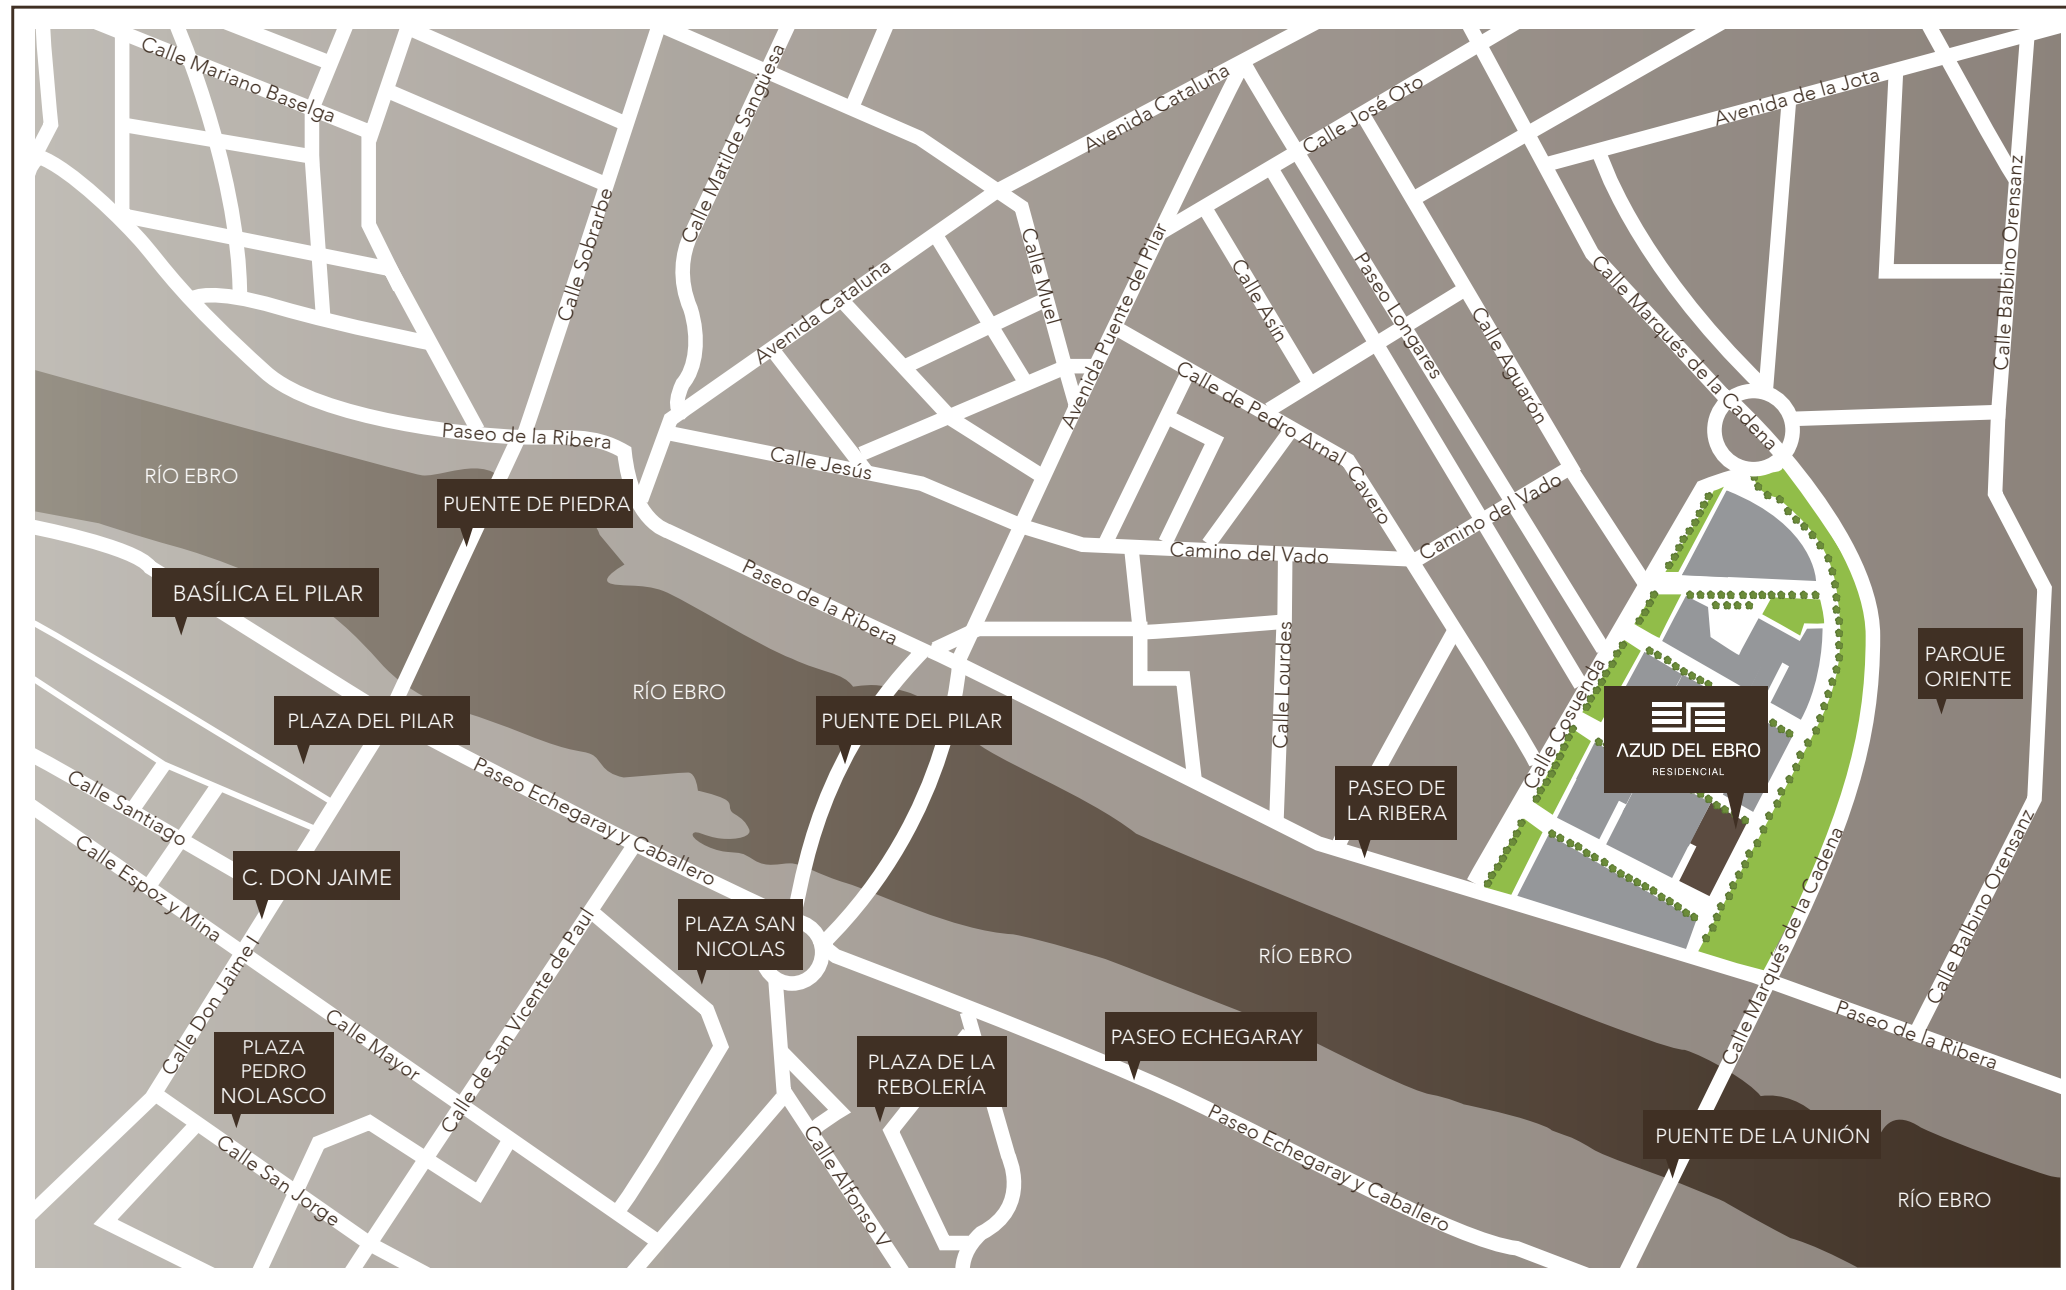 Calle Mariano Baselga
Calle Matilde Sangüesa
Avenida Cataluña
Calle José Oto
Avenida de la Jota
Calle Sobrarbe
Calle Muel
Avenida Puente del Pilar
Calle Asín
Paseo Longares
Calle Marqués de la Cadena
Calle Balbino Orensanz
Avenida Cataluña
Calle Aguarón
Calle de Pedro Arnal Cavero
Paseo de la Ribera
Calle Jesús
RÍO EBRO
PUENTE DE PIEDRA
Camino del Vado
Camino del Vado
BASÍLICA EL PILAR
Paseo de la Ribera
Calle Lourdes
PARQUE
ORIENTE
RÍO EBRO
PLAZA DEL PILAR
PUENTE DEL PILAR
Calle Cosuenda
AZUD DEL EBRO
RESIDENCIAL
Paseo Echegaray y Caballero
PASEO DE
LA RIBERA
Calle Santiago
Calle Espoz y Mina
C. DON JAIME
Calle Marqués de la Cadena
Calle Balbino Orensanz
PLAZA SAN
NICOLAS
Calle de San Vicente de Paul
RÍO EBRO
Calle Don Jaime I
Calle Mayor
PASEO ECHEGARAY
Paseo de la Ribera
PLAZA
PEDRO
NOLASCO
PLAZA DE LA
REBOLERÍA
Calle San Jorge
Calle Alfonso V
Paseo Echegaray y Caballero
PUENTE DE LA UNIÓN
RÍO EBRO